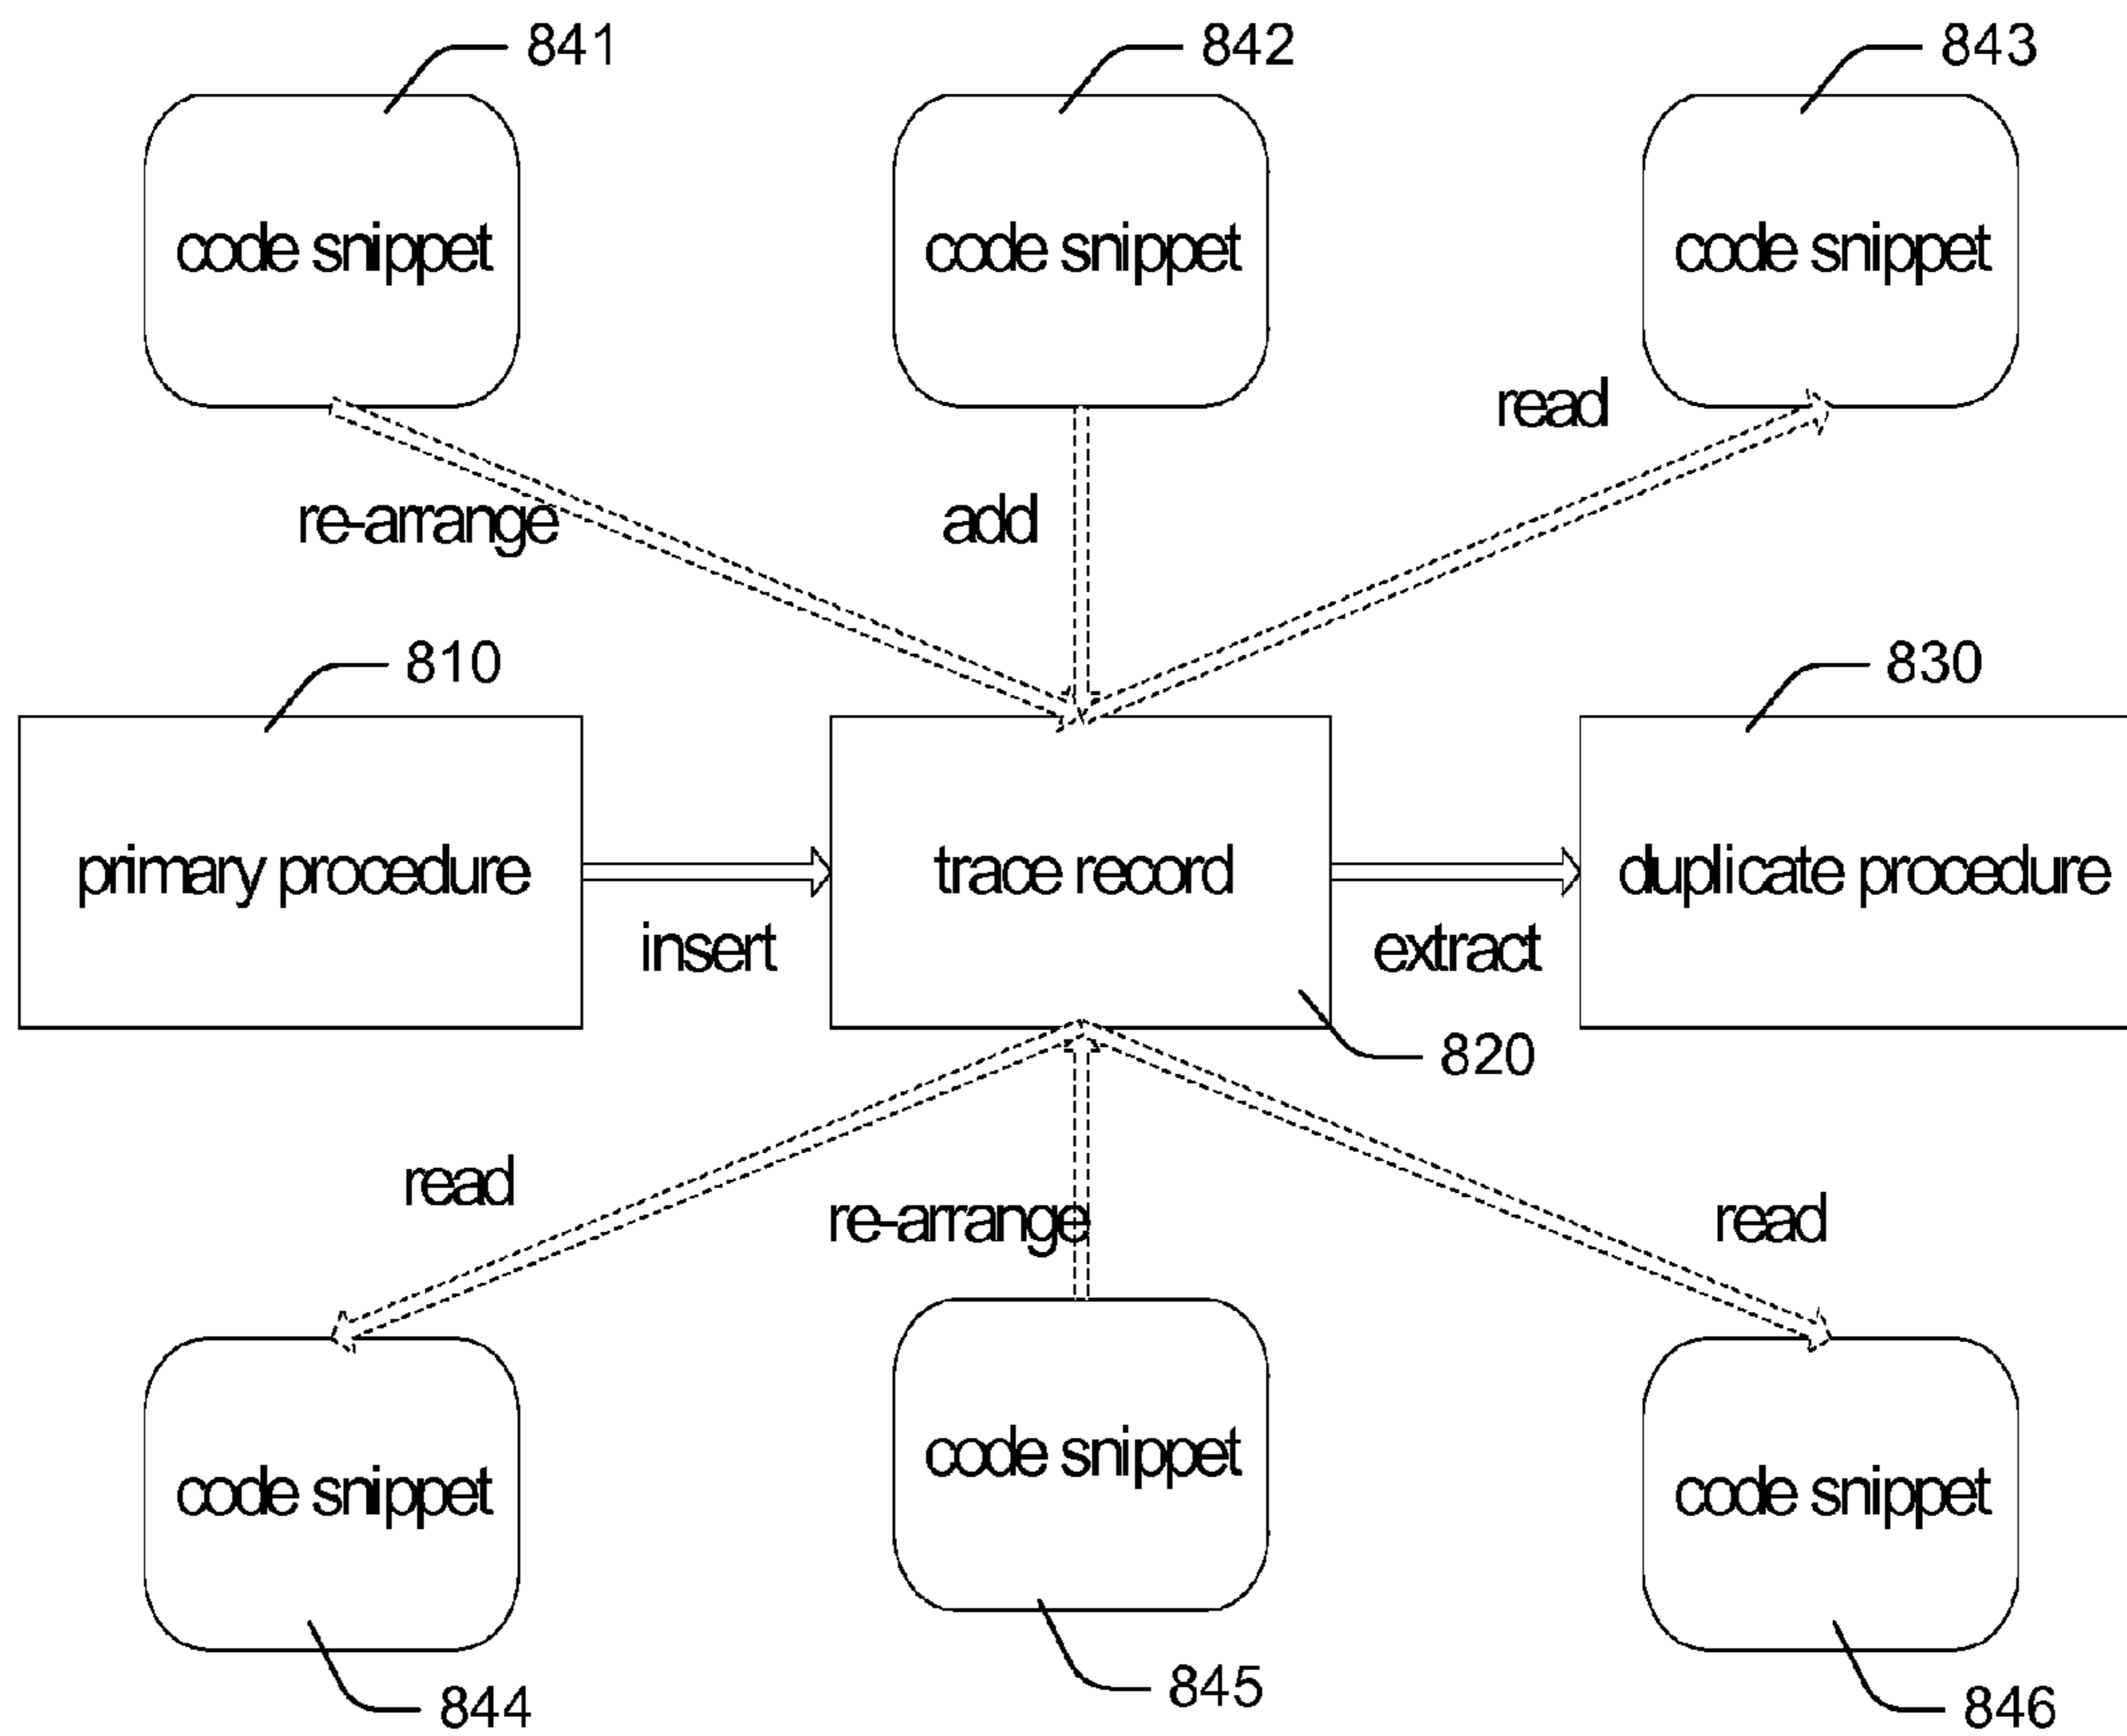 841
842
843
code snippet
code snippet
code snippet
read
re-arrange
add
810
830
primary procedure
trace record
duplicate procedure
insert
extract
820
read
re-arrange
read
code snippet
code snippet
code snippet
844
845
846